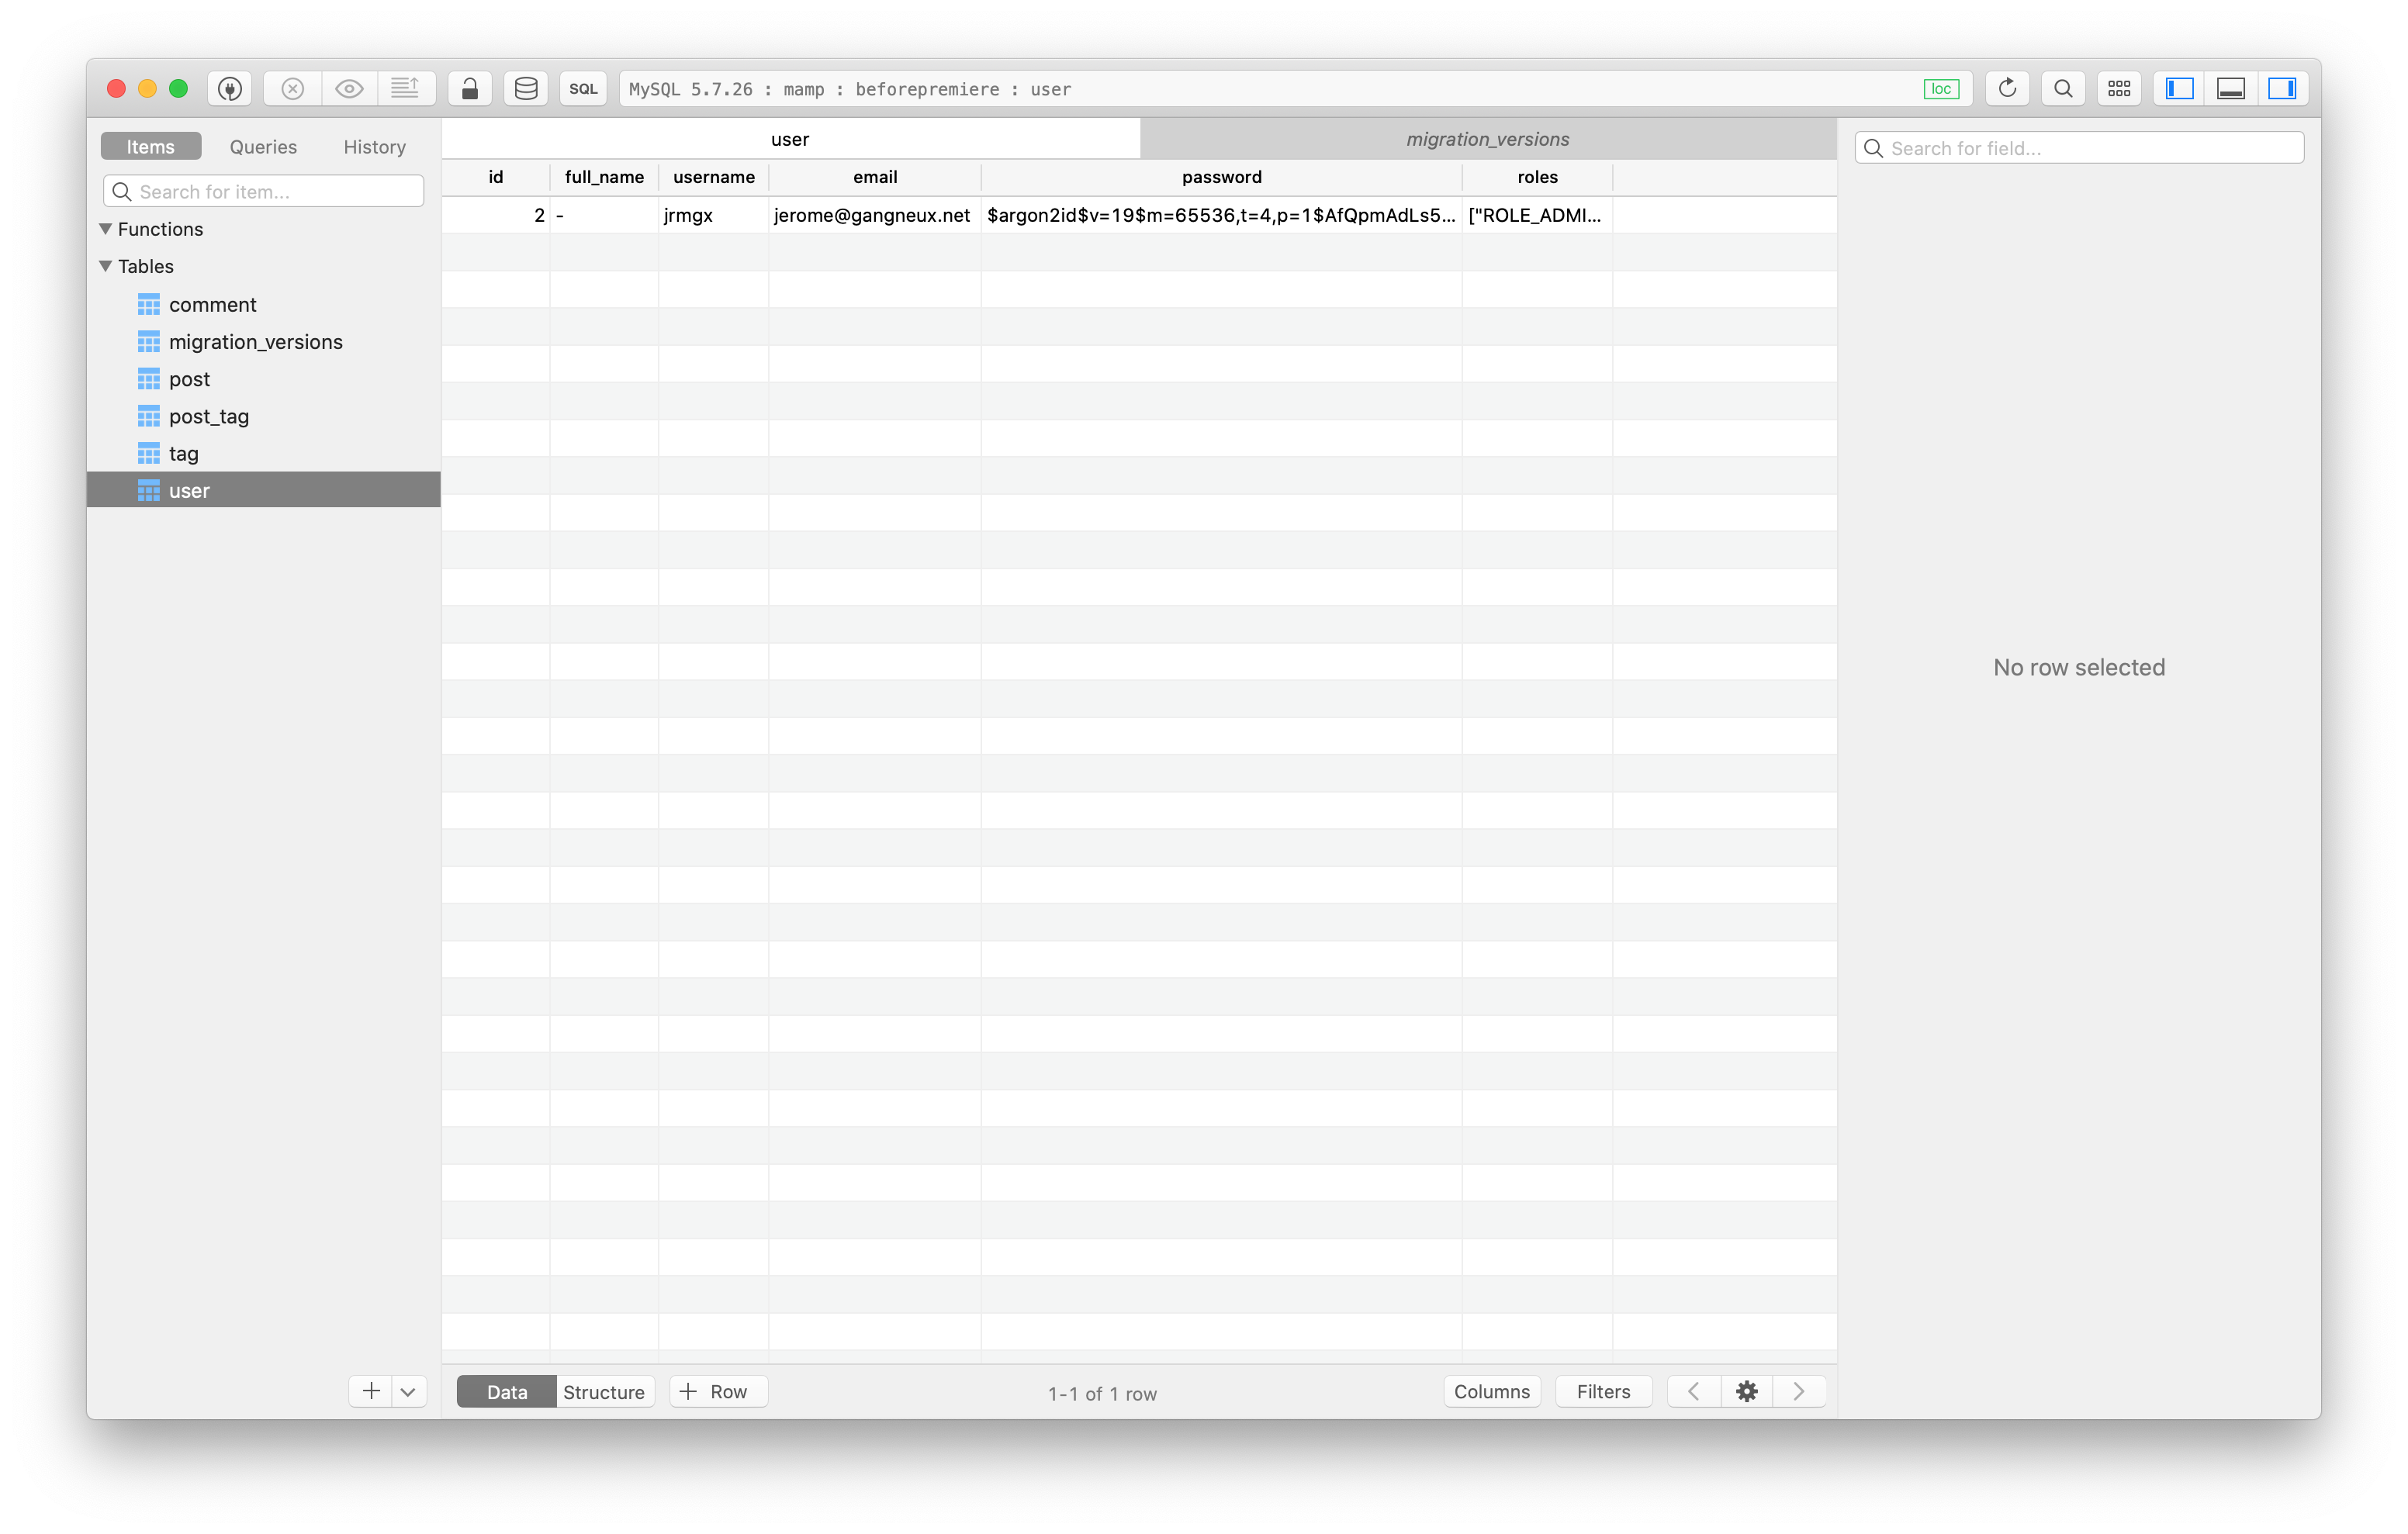 SQL MySQL 5.7.26 : mamp : beforepremiere : user loc
Items Queries History
Search for item...
Functions
Tables
comment
migration_versions
post
post_tag
tag
user
user migration_versions
id full_name username email password roles
2 - jrmgx jerome@gangneux.net $argon2id$v=19$m=65536,t=4,p=1$AfQpmAdLs5... ["ROLE_ADMI...
Data Structure + Row 1-1 of 1 row Columns Filters
Search for field...
No row selected